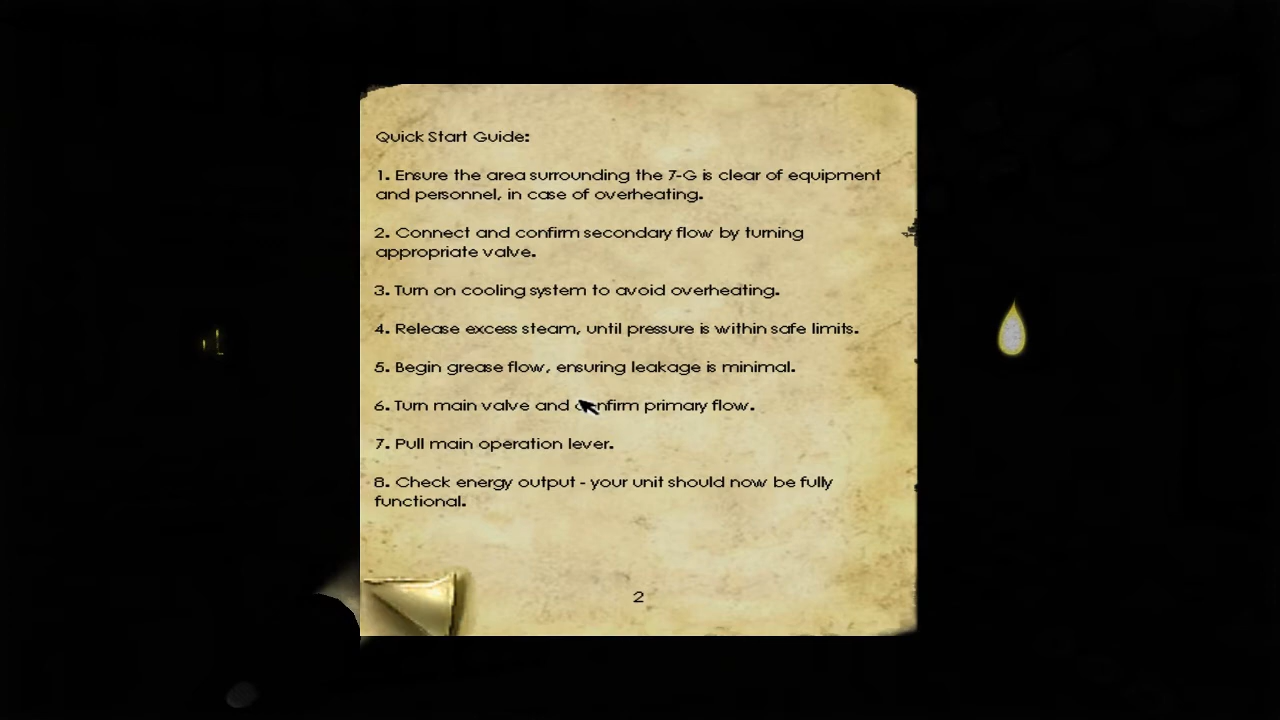 Quick Start Guide:
1. Ensure the area surrounding the 7-G is clear of equipment
and personnel, in case of overheating.
2. Connect and confirm secondary flow by turning
appropriate valve.
3. Turn on cooling system to avoid overheating.
4. Release excess steam, until pressure is within safe limits.
5. Begin grease flow, ensuring leakage is minimal.
6. Turn main valve and confirm primary flow.
7. Pull main operation lever.
8. Check energy output - your unit should now be fully
functional.
2